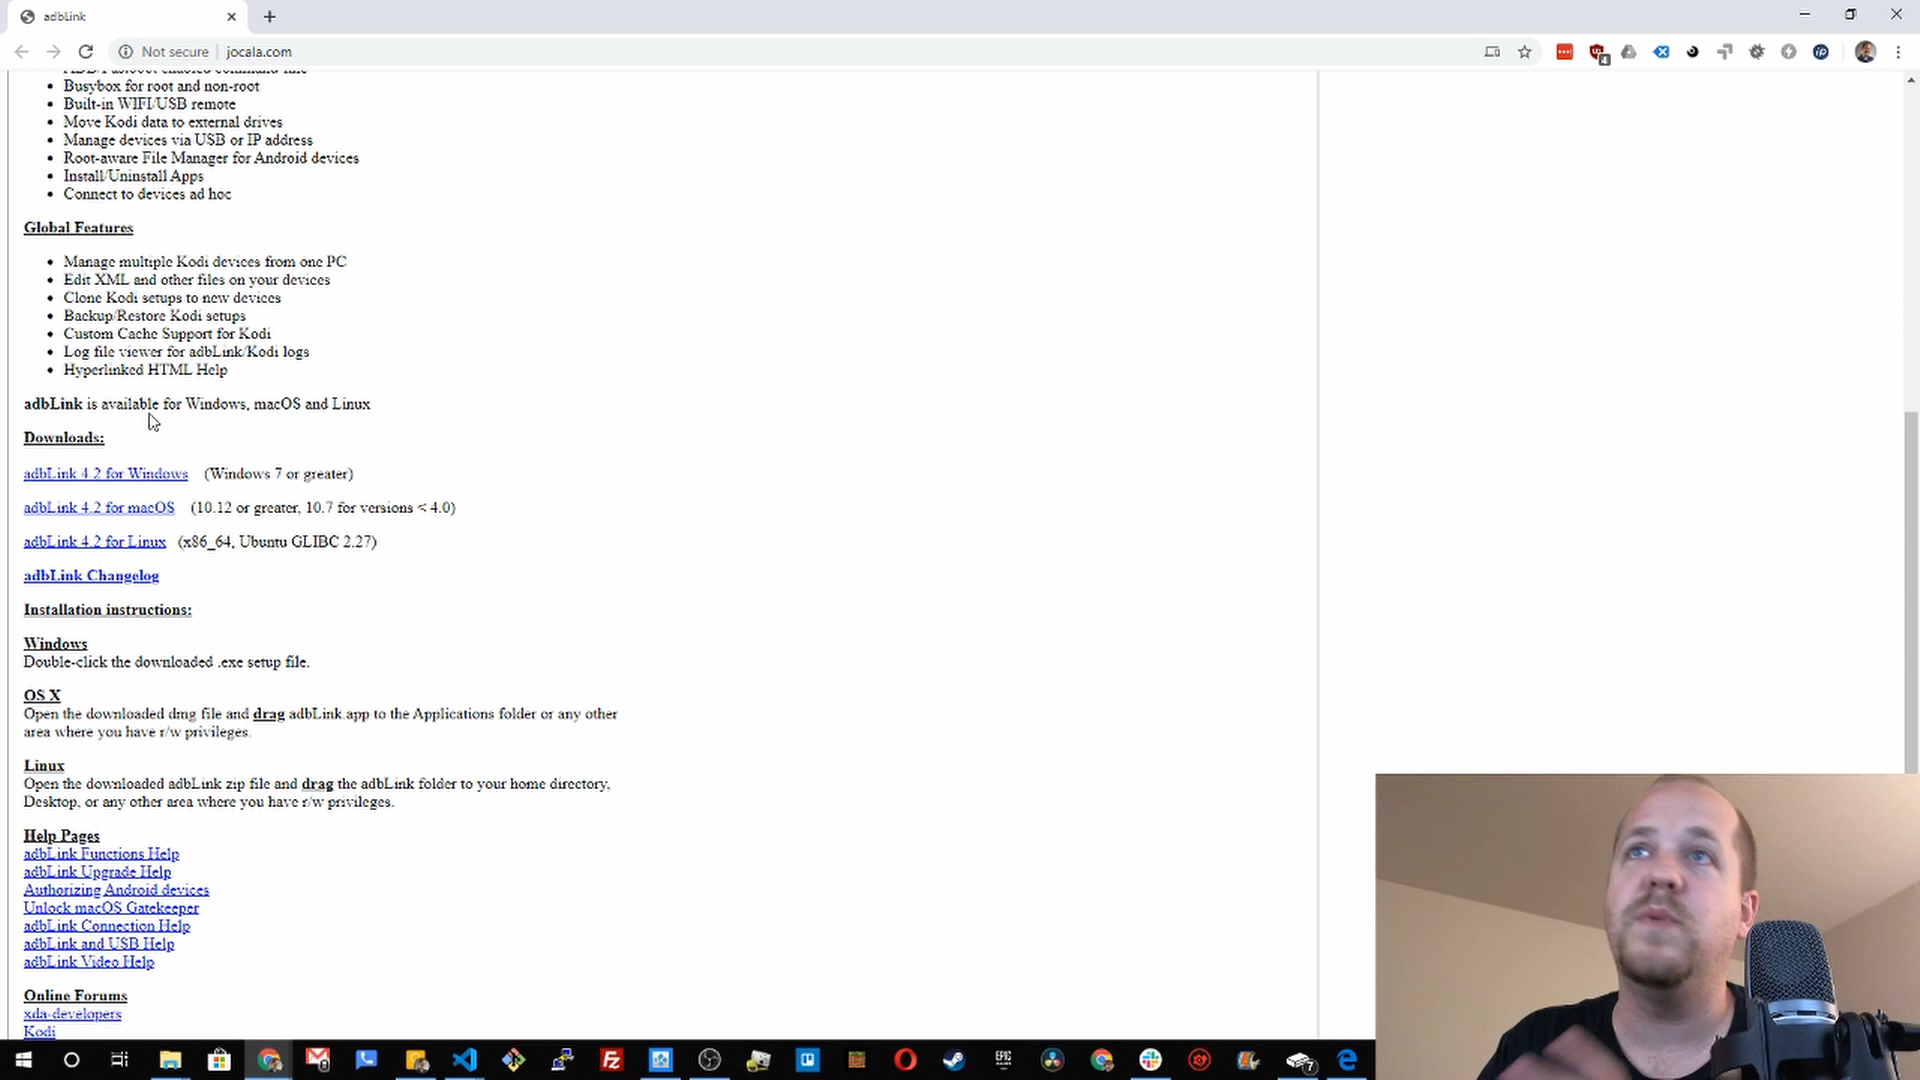 adbLink
Not secure
jocala.com
4
Busybox for root and non-root
Built-in WIFI/USB remote
Move Kodi data to external drives
Manage devices via USB or IP address
Root-aware File Manager for Android devices
Install/Uninstall Apps
Connect to devices ad hoc
Global Features
Manage multiple Kodi devices from one PC
Edit XML and other files on your devices
Clone Kodi setups to new devices
Backup/Restore Kodi setups
Custom Cache Support for Kodi
Log file viewer for adbLink/Kodi logs
Hyperlinked HTML Help
adbLink is available for Windows, macOS and Linux
Downloads:
adbLink 4.2 for Windows (Windows 7 or greater)
adbLink 4.2 for macOS (10.12 or greater, 10.7 for versions < 4.0)
adbLink 4.2 for Linux (x86_64, Ubuntu GLIBC 2.27)
adbLink Changelog
Installation instructions:
Windows
Double-click the downloaded .exe setup file.
OS X
Open the downloaded dmg file and drag adbLink.app to the Applications folder or any other
area where you have r/w privileges.
Linux
Open the downloaded adbLink zip file and drag the adbLink folder to your home directory,
Desktop, or any other area where you have r/w privileges.
Help Pages
adbLink Functions Help
adbLink Upgrade Help
Authorizing Android devices
Unlock macOS Gatekeeper
adbLink Connection Help
adbLink and USB Help
adbLink Video Help
Online Forums
xda-developers
Kodi
EPIC
7